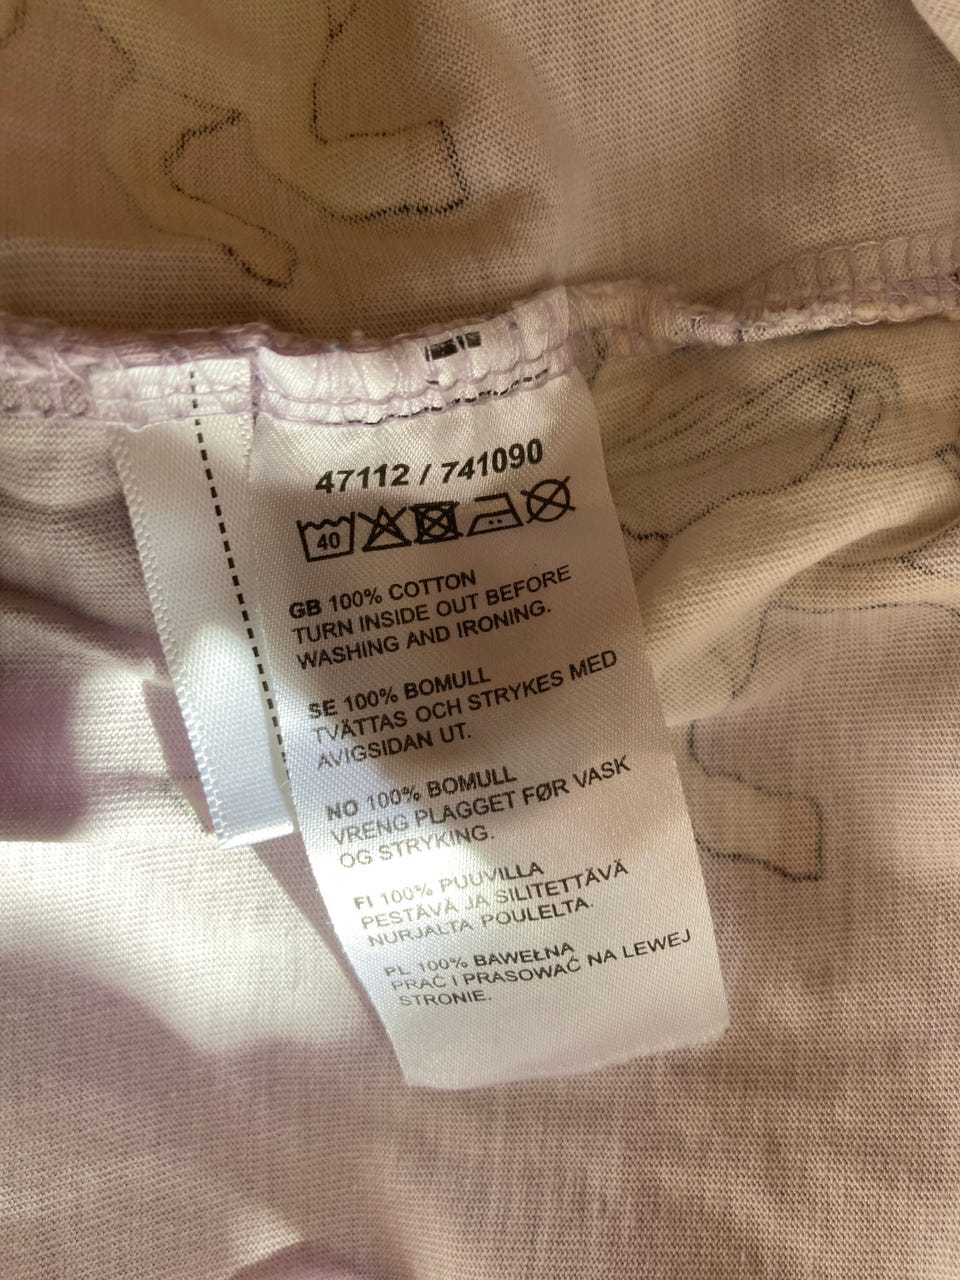 47112 / 741090
40
GB 100% COTTON
TURN INSIDE OUT BEFORE
WASHING AND IRONING.
SE 100% BOMULL
TVÄTTAS OCH STRYKES MED
AVIGSIDAN UT.
NO 100% BOMULL
VRENG PLAGGET FØR VASK
OG STRYKING.
FI 100% PUUVILLA
PESTÄVÄ JA SILITETTÄVÄ
NURJALTA POULELTA.
PL 100% BAWEŁNA
PRAĆ I PRASOWAĆ NA LEWEJ
STRONIE.